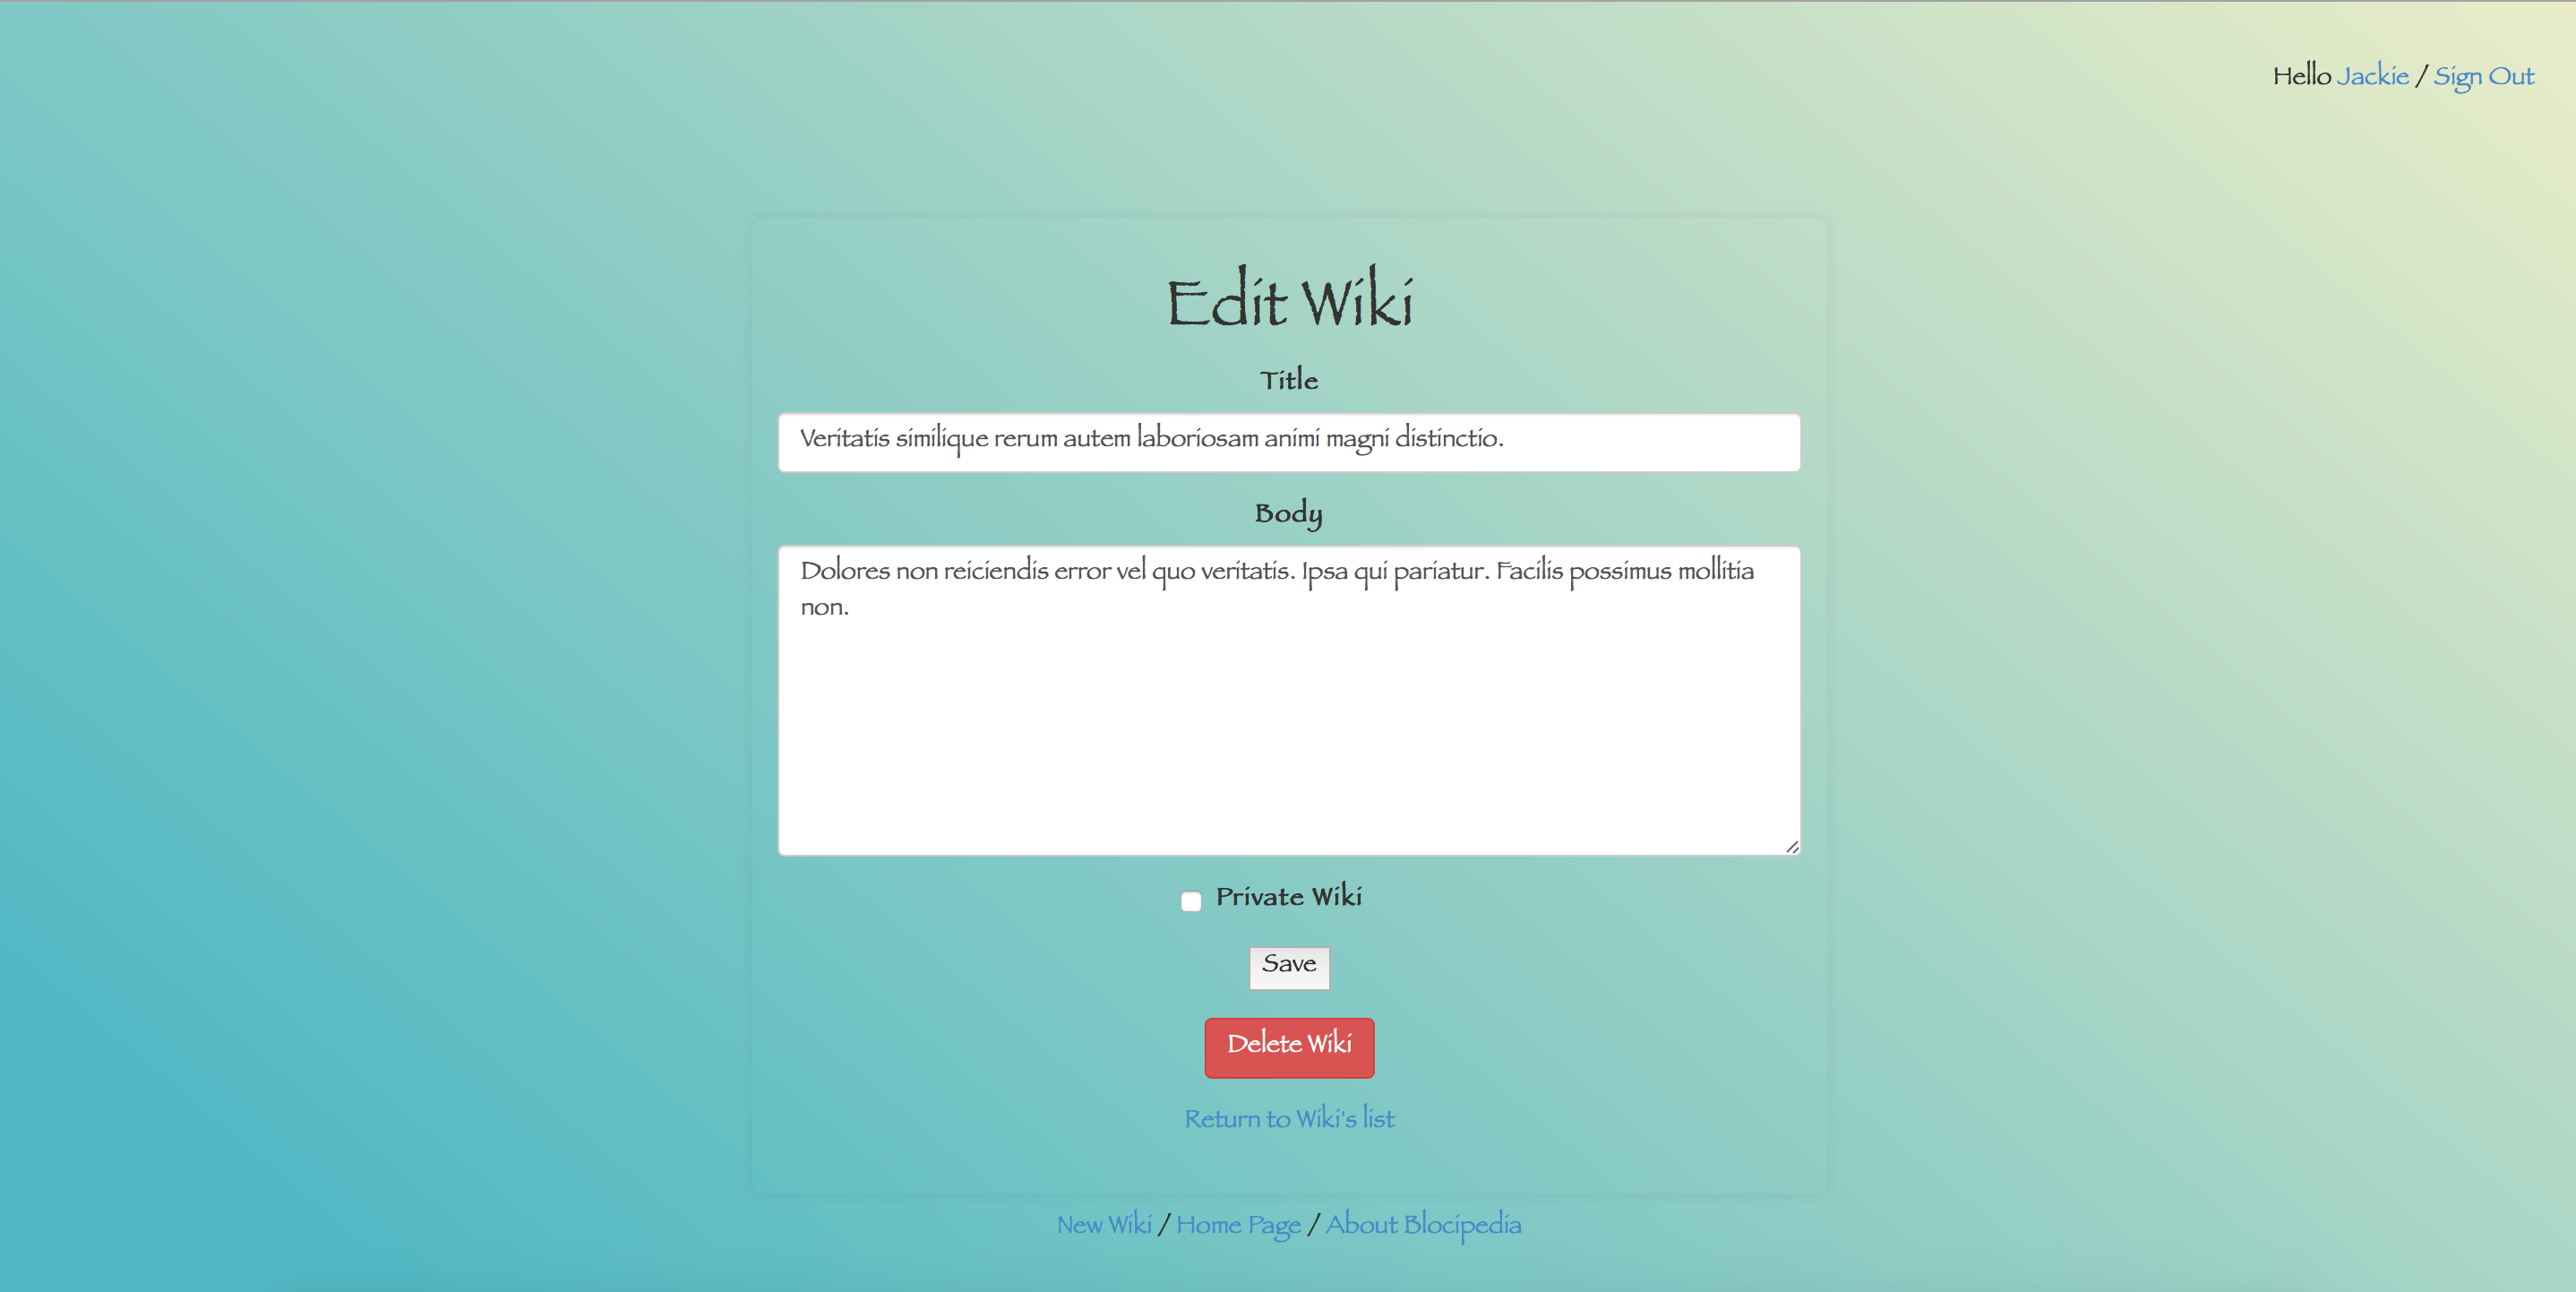 Hello Jackie / Sign Out
Edit Wiki
Title
Veritatis similique rerum autem laboriosam animi magni distinctio.
Body
Dolores non reiciendis error vel quo veritatis. Ipsa qui pariatur. Facilis possimus mollitia
non.
Private Wiki
Save
Delete Wiki
Return to Wiki's list
New Wiki / Home Page / About Blocipedia